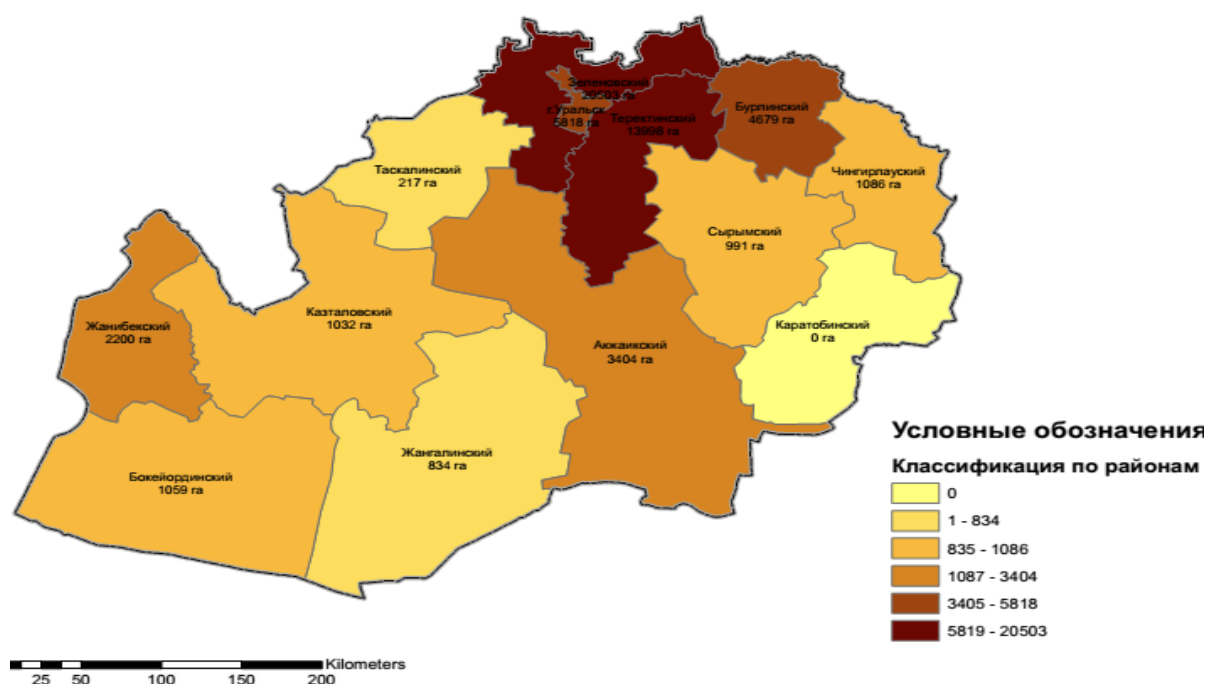 Зеленовский
20503 га
г.Уральск
5818 га
Теректинский
13998 га
Бурлинский
4679 га
Чингирлауский
1086 га
Таскалинский
217 га
Сырымский
991 га
Каратобинский
0 га
Казталовский
1032 га
Жанибекский
2200 га
Акжаикский
3404 га
Жангалинский
834 га
Бокейординский
1059 га
Условные обозначения
Классификация по районам
0
1 - 834
835 - 1086
1087 - 3404
3405 - 5818
5819 - 20503
Kilometers
25 50 100 150 200